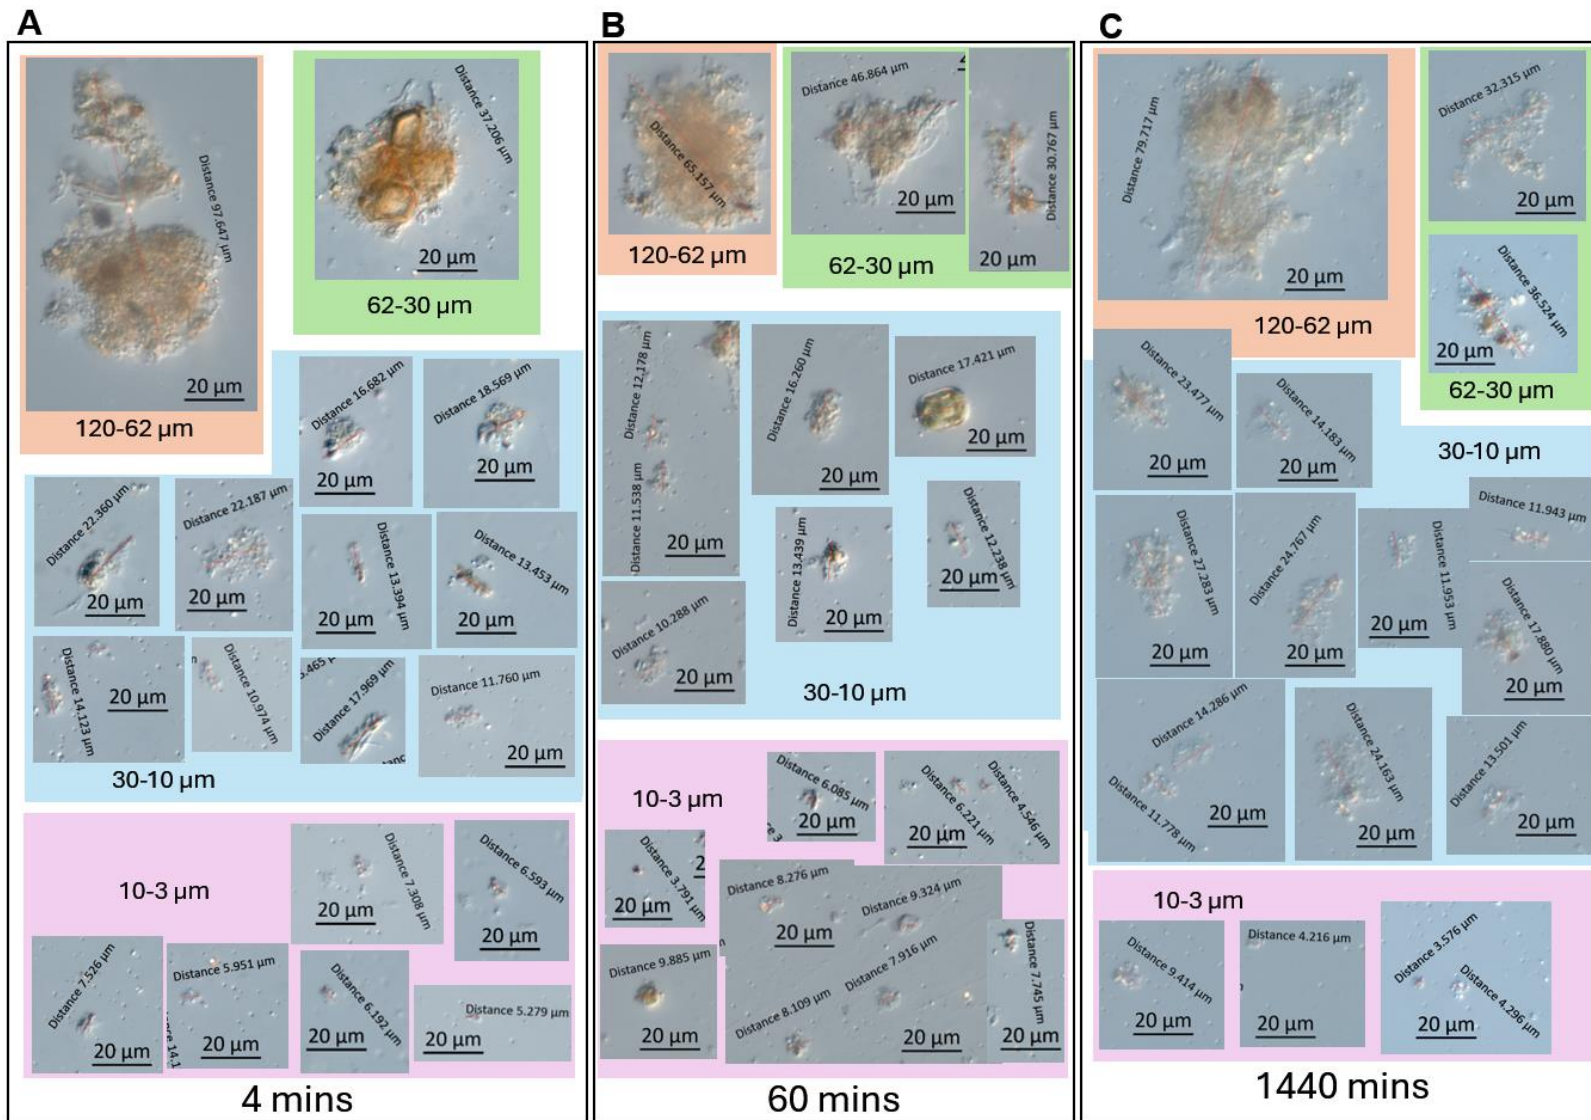 A
Distance 97.647 µm
20 µm
120-62 µm
Distance 37.206 µm
20 µm
62-30 µm
Distance 16.682 µm
20 µm
Distance 18.569 µm
20 µm
Distance 22.360 µm
20 µm
Distance 22.187 µm
20 µm
Distance 13.394 µm
20 µm
Distance 13.453 µm
20 µm
Distance 14.123 µm
20 µm
Distance 10.974 µm
Distance 17.969 µm
Distance 11.760 µm
20 µm
30-10 µm
10-3 µm
Distance 7.308 µm
20 µm
Distance 6.593 µm
20 µm
Distance 7.526 µm
20 µm
Distance 5.951 µm
20 µm
Distance 6.192 µm
20 µm
Distance 5.279 µm
20 µm
4 mins
B
Distance 65.157 µm
120-62 µm
Distance 46.864 µm
20 µm
Distance 30.767 µm
20 µm
62-30 µm
Distance 12.178 µm
Distance 11.538 µm
20 µm
Distance 16.260 µm
20 µm
Distance 17.421 µm
20 µm
Distance 13.439 µm
20 µm
Distance 12.238 µm
20 µm
Distance 10.288 µm
20 µm
30-10 µm
10-3 µm
Distance 6.085 µm
20 µm
Distance 6.221 µm
Distance 4.546 µm
20 µm
Distance 3.791 µm
20 µm
Distance 8.276 µm
20 µm
Distance 9.324 µm
Distance 9.885 µm
20 µm
Distance 8.109 µm
Distance 7.916 µm
20 µm
Distance 7.745 µm
20 µm
60 mins
C
Distance 79.717 µm
20 µm
120-62 µm
Distance 32.315 µm
20 µm
Distance 36.524 µm
20 µm
62-30 µm
30-10 µm
Distance 23.477 µm
20 µm
Distance 14.183 µm
20 µm
Distance 27.283 µm
20 µm
Distance 24.767 µm
20 µm
Distance 11.953 µm
20 µm
Distance 11.943 µm
Distance 17.880 µm
20 µm
Distance 14.286 µm
Distance 11.778 µm
20 µm
Distance 24.163 µm
20 µm
Distance 13.501 µm
20 µm
10-3 µm
Distance 9.414 µm
20 µm
Distance 4.216 µm
20 µm
Distance 3.576 µm
Distance 4.296 µm
20 µm
1440 mins